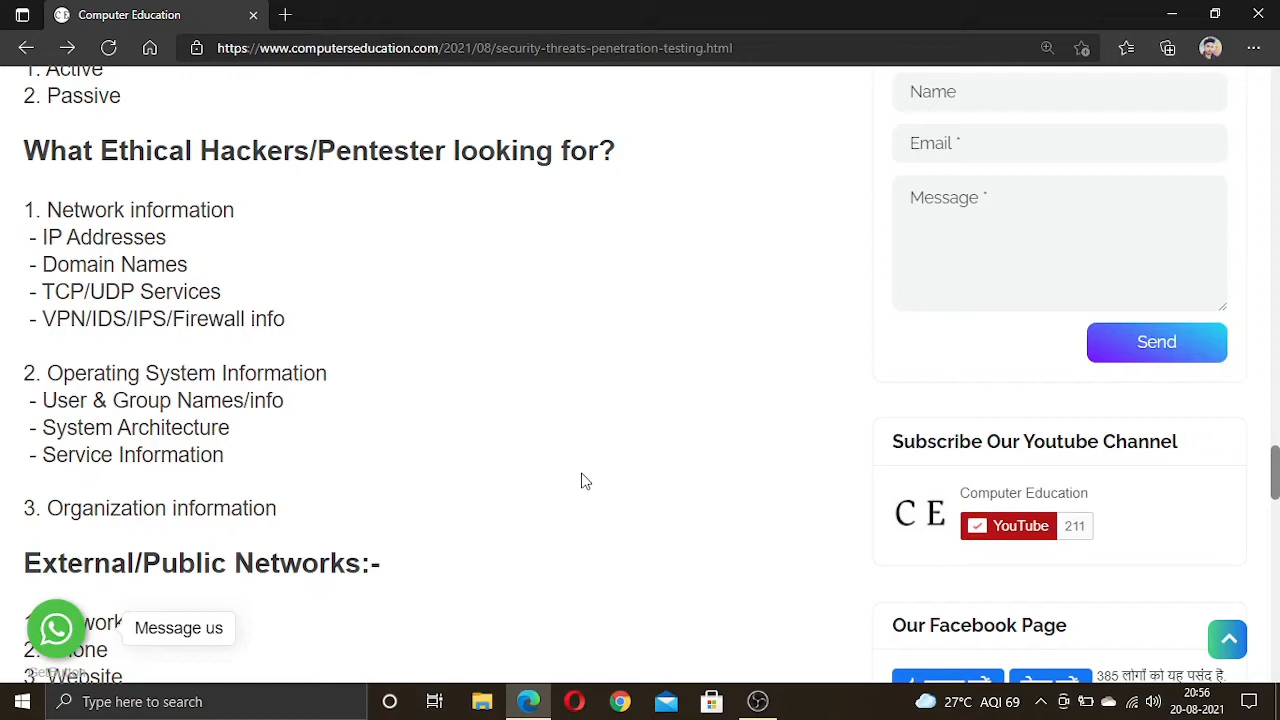 Computer Education
https://www.computerseducation.com/2021/08/security-threats-penetration-testing.html
1. Active
2. Passive
What Ethical Hackers/Pentester looking for?
1. Network information
- IP Addresses
- Domain Names
- TCP/UDP Services
- VPN/IDS/IPS/Firewall info
2. Operating System Information
- User & Group Names/info
- System Architecture
- Service Information
3. Organization information
External/Public Networks:-
Message us
GetButton
3. Website
Name
Email *
Message *
Send
Subscribe Our Youtube Channel
C E
Computer Education
YouTube
211
Our Facebook Page
385 लोगों को यह पसंद है.
Type here to search
27°C AQI 69
20:56
20-08-2021